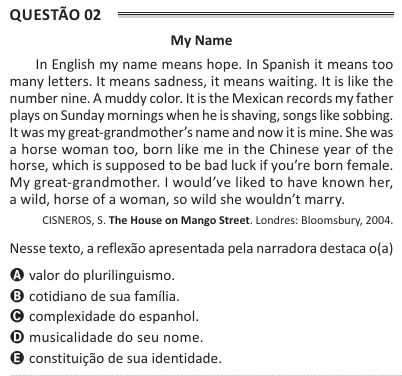 QUESTÃO 02
My Name
In English my name means hope. In Spanish it means too
many letters. It means sadness, it means waiting. It is like the
number nine. A muddy color. It is the Mexican records my father
plays on Sunday mornings when he is shaving, songs like sobbing.
It was my great-grandmother's name and now it is mine. She was
a horse woman too, born like me in the Chinese year of the
horse, which is supposed to be bad luck if you're born female.
My great-grandmother. I would've liked to have known her,
a wild, horse of a woman, so wild she wouldn't marry.
CISNEROS, S. The House on Mango Street. Londres: Bloomsbury, 2004.
Nesse texto, a reflexão apresentada pela narradora destaca o(a)
A valor do plurilinguismo.
B cotidiano de sua família.
C complexidade do espanhol.
D musicalidade do seu nome.
E constituição de sua identidade.